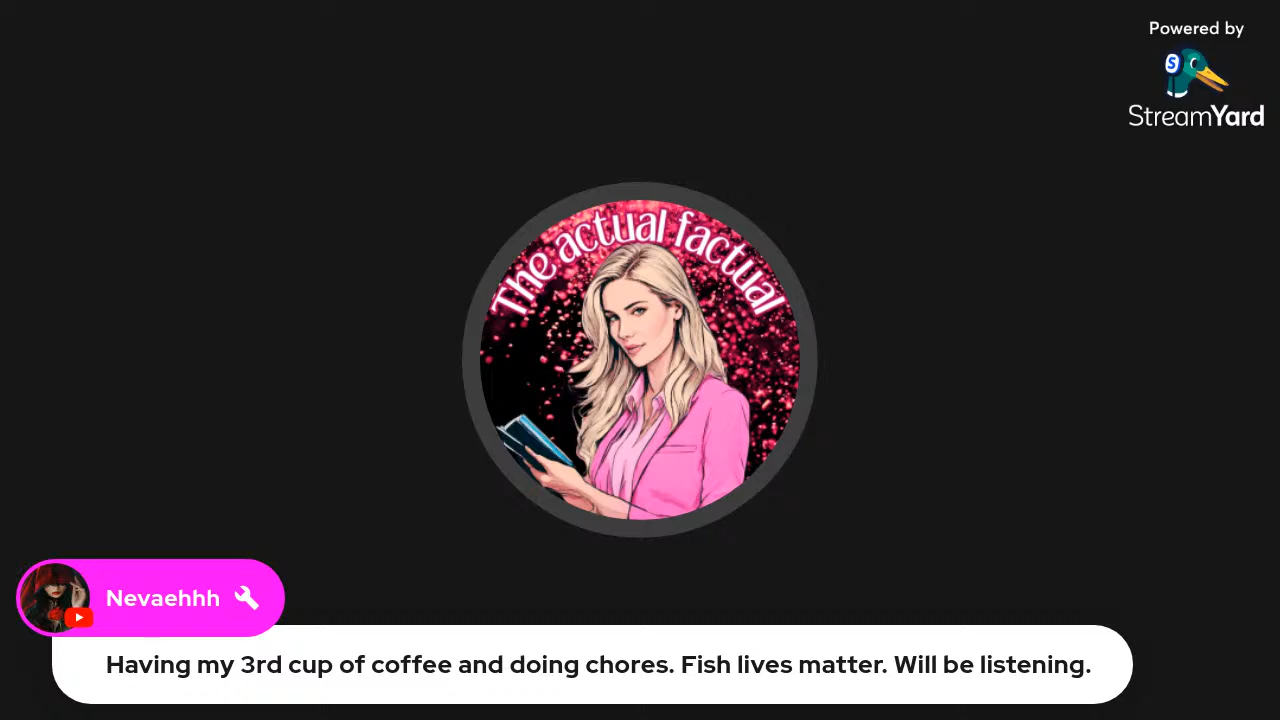 Powered by
S
StreamYard
The actual factual
Nevaehhh
Having my 3rd cup of coffee and doing chores. Fish lives matter. Will be listening.